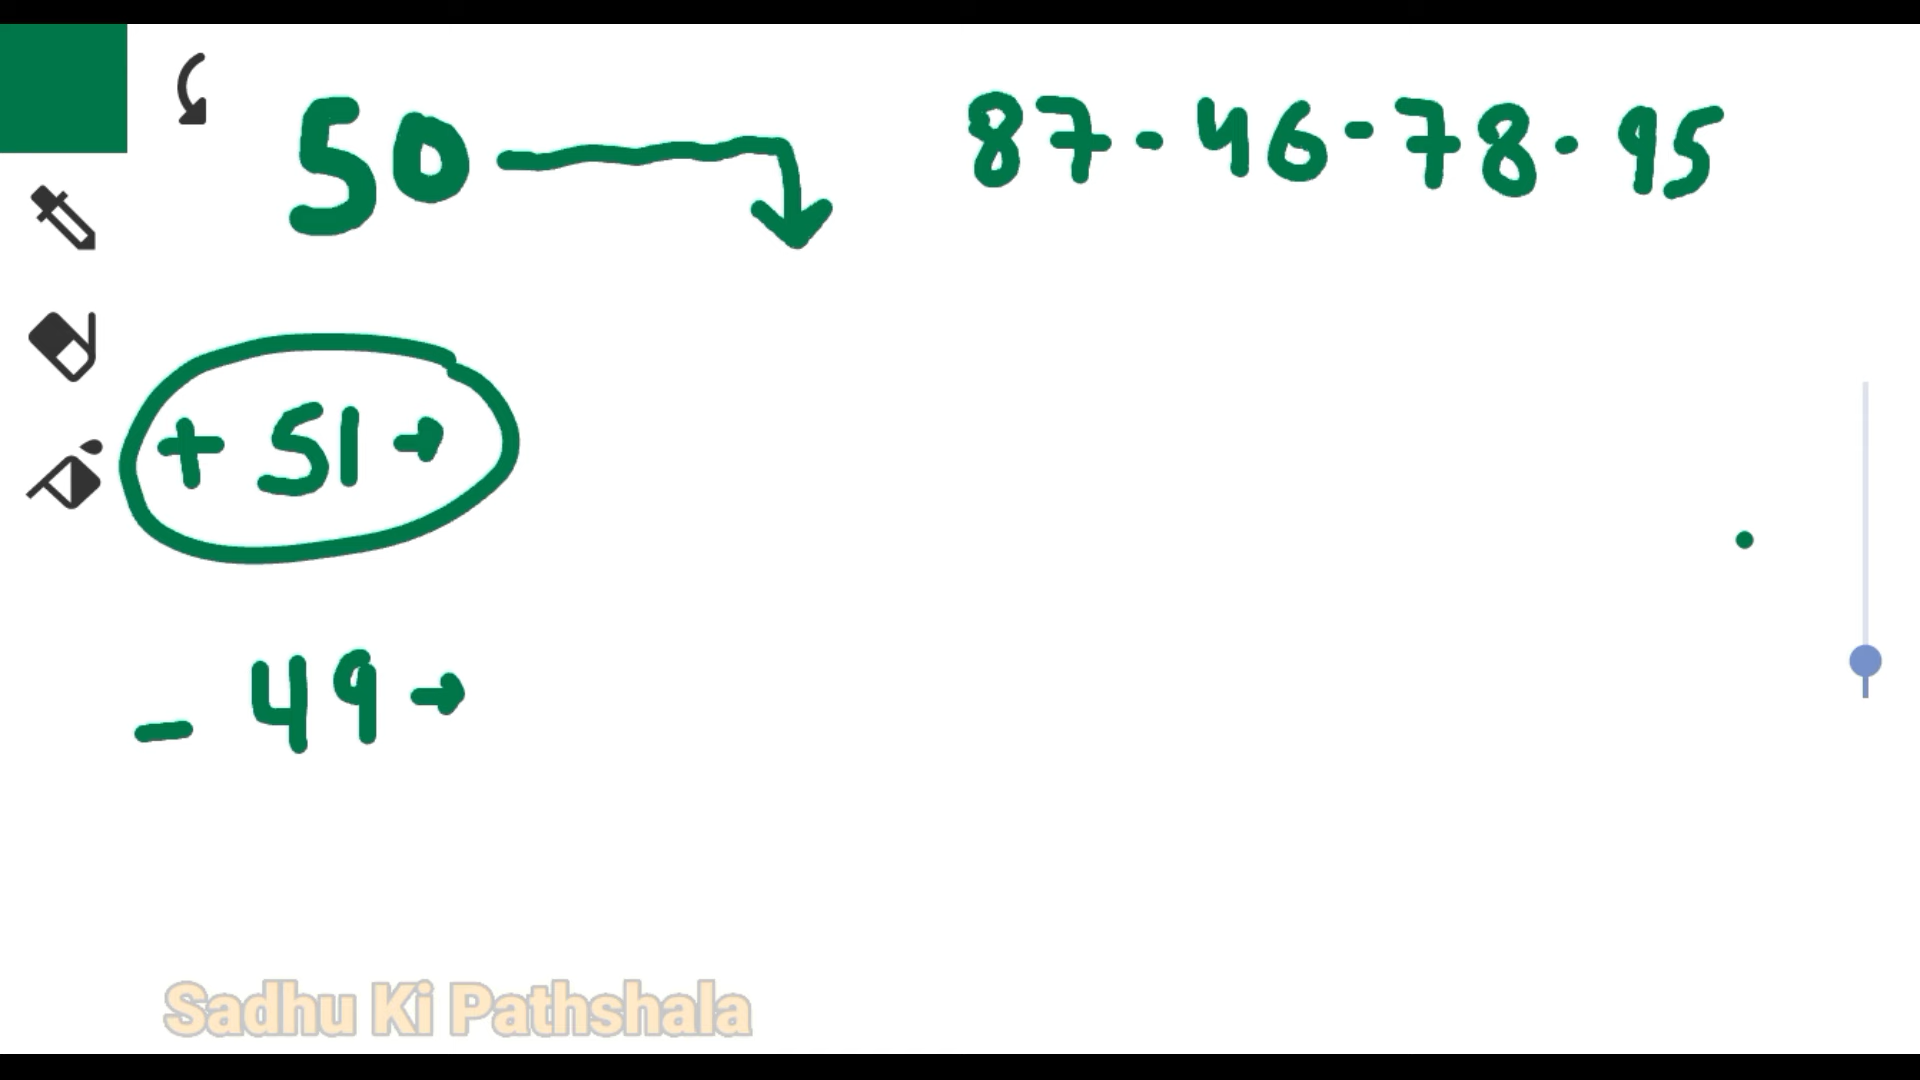 50 → 87 - 46 - 78 - 95
+ 51 →
- 49 →
Sadhu Ki Pathshala